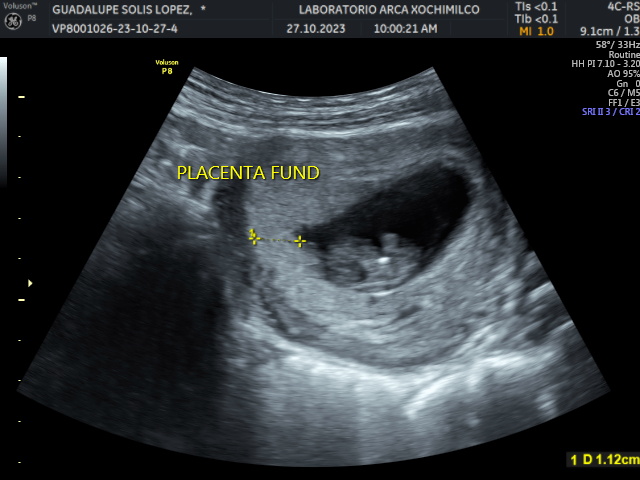 Voluson™ P8
GUADALUPE SOLIS LOPEZ, *
LABORATORIO ARCA XOCHIMILCO
TIs <0.1
4C-RS
VP8001026-23-10-27-4
27.10.2023
10:00:21 AM
TIb <0.1
MI 1.0
9.1cm / 1.3
58°/ 33Hz
Routine
HH PI 7.10 - 3.20
AO 95%
Gn 0
C6 / M5
FF1 / E3
SRI II 3 / CRI 2
Voluson
P8
PLACENTA FUND
1
1 D 1.12cm